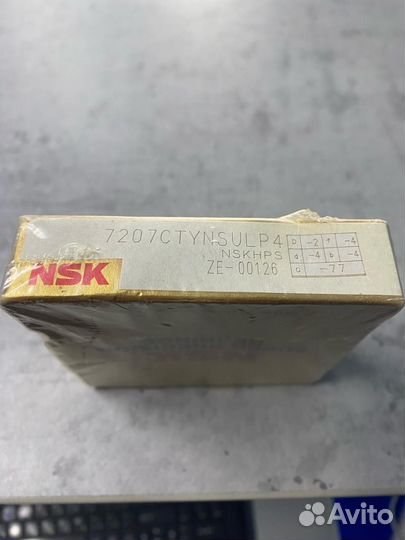 7207CTYNSULP4
NSKHPS
ZE-00126
D -2 -4
d -4 b -4
-77
NSK
Avito